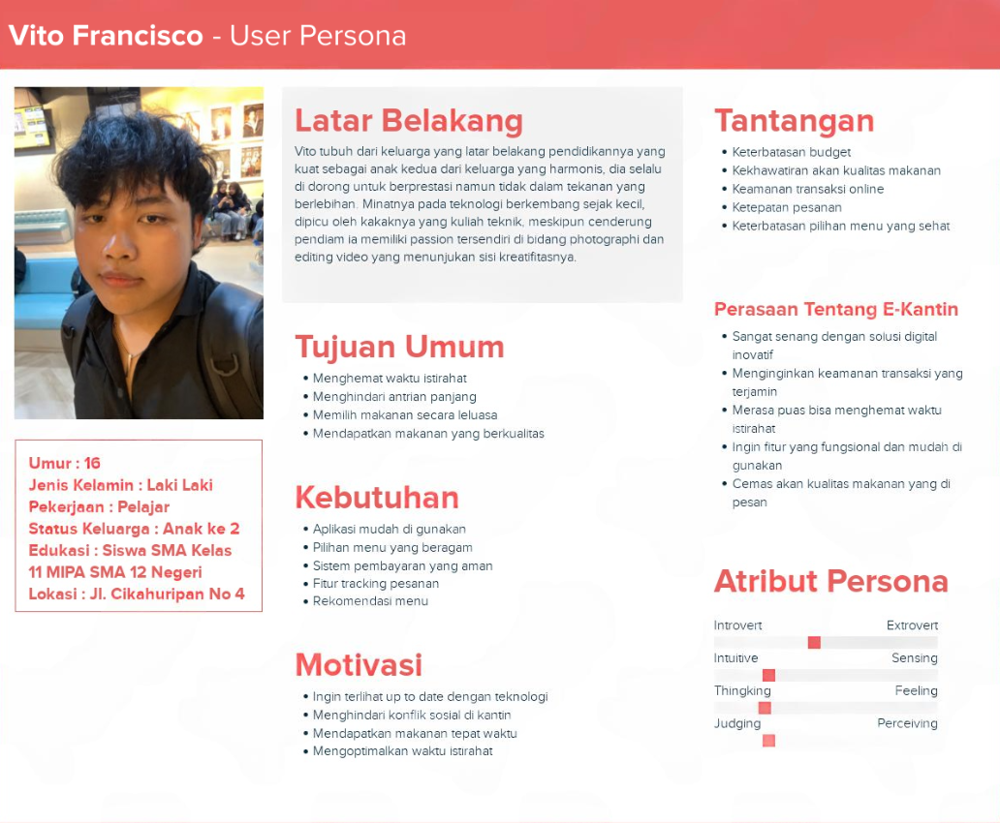 Vito Francisco - User Persona
Latar Belakang
Vito tubuh dari keluarga yang latar belakang pendidikannya yang
kuat sebagai anak kedua dari keluarga yang harmonis, dia selalu
di dorong untuk berprestasi namun tidak dalam tekanan yang
berlebihan. Minatnya pada teknologi berkembang sejak kecil,
dipicu oleh kakaknya yang kuliah teknik, meskipun cenderung
pendiam ia memiliki passion tersendiri di bidang photographi dan
editing video yang menunjukan sisi kreatifitasnya.
Umur : 16
Jenis Kelamin : Laki Laki
Pekerjaan : Pelajar
Status Keluarga : Anak ke 2
Edukasi : Siswa SMA Kelas
11 MIPA SMA 12 Negeri
Lokasi : Jl. Cikahuripan No 4
Tujuan Umum
• Menghemat waktu istirahat
• Menghindari antrian panjang
• Memilih makanan secara leluasa
• Mendapatkan makanan yang berkualitas
Kebutuhan
• Aplikasi mudah di gunakan
• Pilihan menu yang beragam
• Sistem pembayaran yang aman
• Fitur tracking pesanan
• Rekomendasi menu
Motivasi
• Ingin terlihat up to date dengan teknologi
• Menghindari konflik sosial di kantin
• Mendapatkan makanan tepat waktu
• Mengoptimalkan waktu istirahat
Tantangan
• Keterbatasan budget
• Kekhawatiran akan kualitas makanan
• Keamanan transaksi online
• Ketepatan pesanan
• Keterbatasan pilihan menu yang sehat
Perasaan Tentang E-Kantin
• Sangat senang dengan soiusi digital
inovatif
• Menginginkan keamanan transaksi yang
terjamin
• Merasa puas bisa menghemat waktu
istirahat
• Ingin fitur yang fungsional dan mudah di
gunakan
• Cemas akan kualitas makanan yang di
pesan
Atribut Persona
Introvert Extrovert
Intuitive Sensing
Thingking Feeling
Judging Perceiving